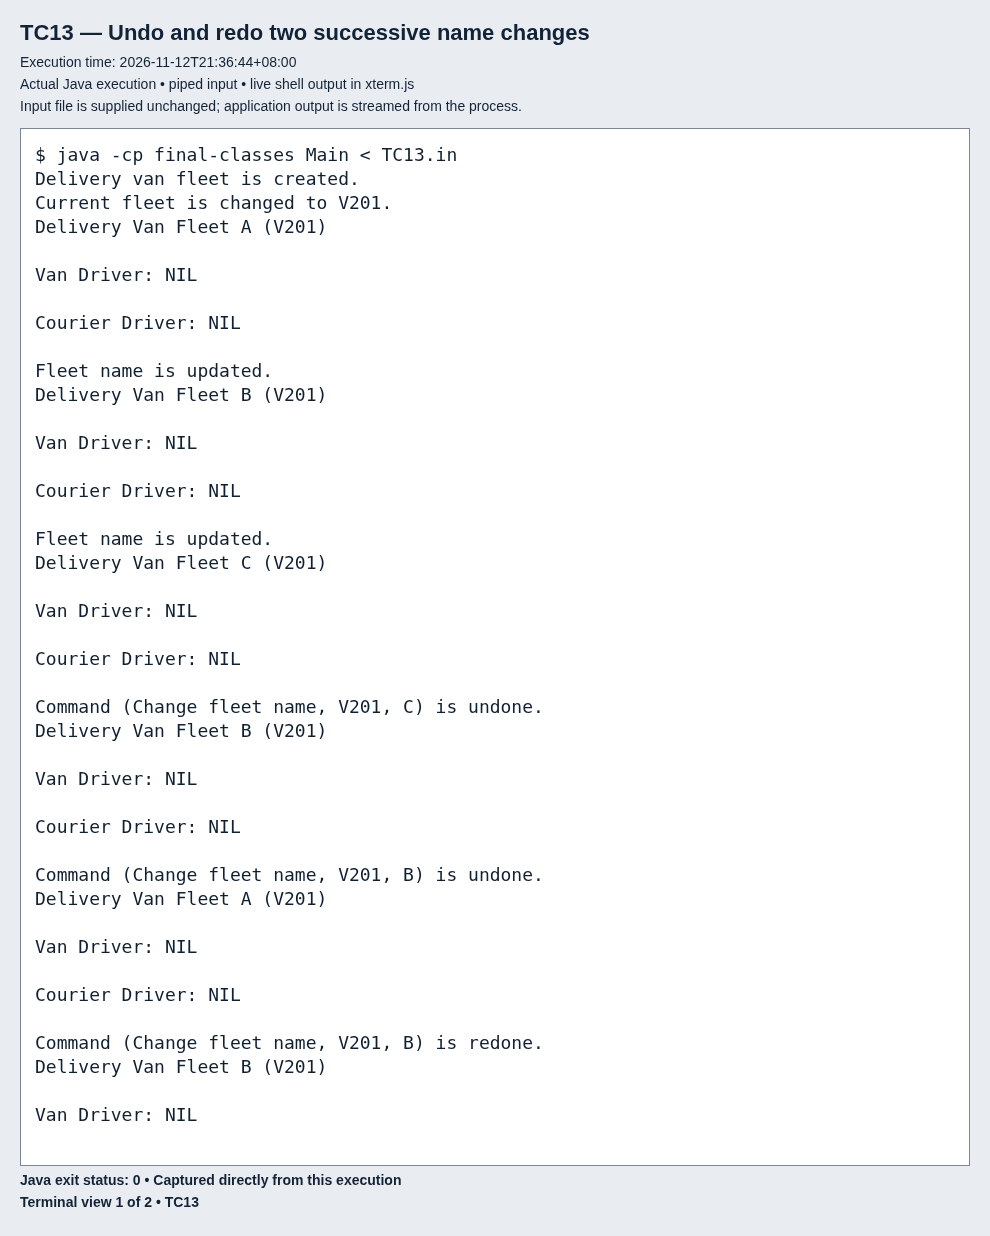 TC13 — Undo and redo two successive name changes
Execution time: 2026-11-12T21:36:44+08:00
Actual Java execution • piped input • live shell output in xterm.js
Input file is supplied unchanged; application output is streamed from the process.
$ java -cp final-classes Main < TC13.in
Delivery van fleet is created.
Current fleet is changed to V201.
Delivery Van Fleet A (V201)
Van Driver: NIL
Courier Driver: NIL
Fleet name is updated.
Delivery Van Fleet B (V201)
Van Driver: NIL
Courier Driver: NIL
Fleet name is updated.
Delivery Van Fleet C (V201)
Van Driver: NIL
Courier Driver: NIL
Command (Change fleet name, V201, C) is undone.
Delivery Van Fleet B (V201)
Van Driver: NIL
Courier Driver: NIL
Command (Change fleet name, V201, B) is undone.
Delivery Van Fleet A (V201)
Van Driver: NIL
Courier Driver: NIL
Command (Change fleet name, V201, B) is redone.
Delivery Van Fleet B (V201)
Van Driver: NIL
Java exit status: 0 • Captured directly from this execution
Terminal view 1 of 2 • TC13